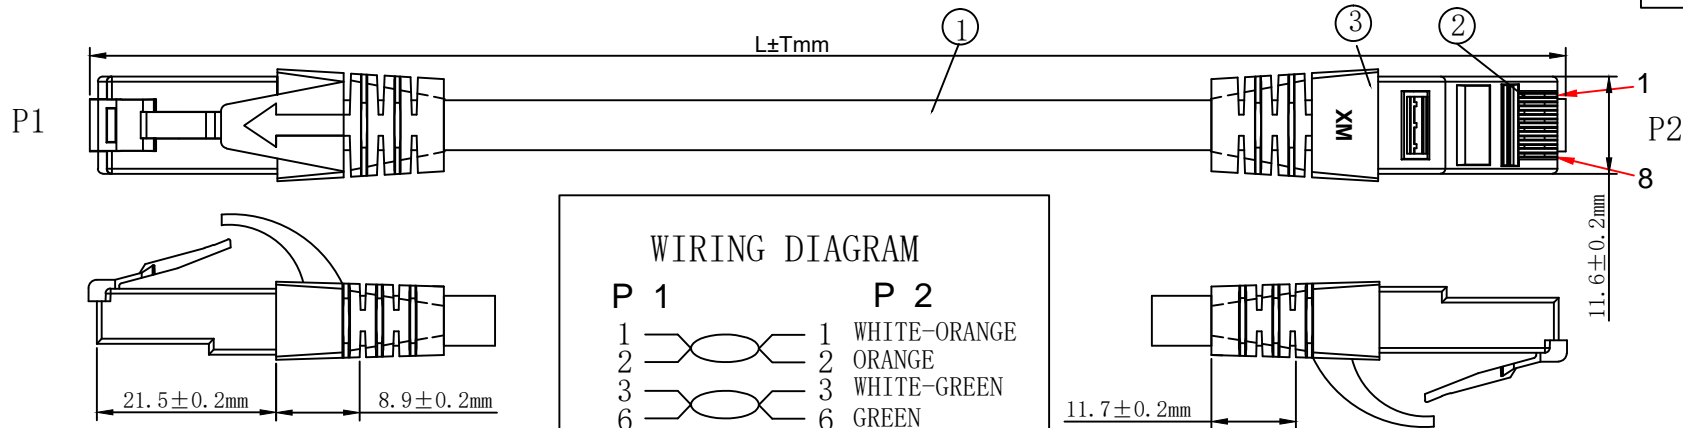 L±Tmm
1
3
2
P1
XM
1
P2
8
11.6±0.2mm
WIRING DIAGRAM
P 1 P 2
1 1 WHITE-ORANGE
2 2 ORANGE
3 3 WHITE-GREEN
6 6 GREEN
21.5±0.2mm
8.9±0.2mm
11.7±0.2mm